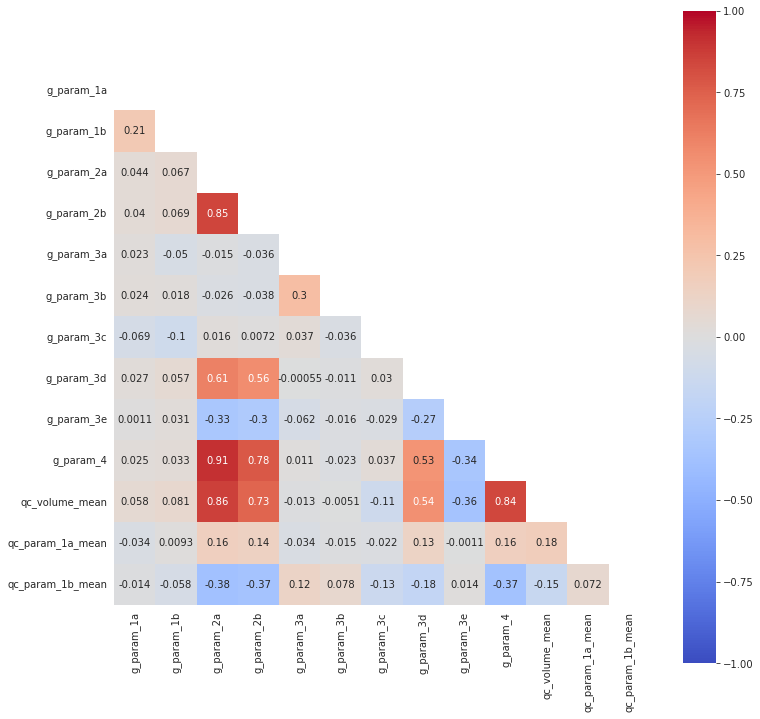 1.00
0.75
0.50
0.25
0.00
−0.25
−0.50
−0.75
−1.00
g_param_1a
g_param_1b 0.21
g_param_2a 0.044 0.067
g_param_2b 0.04 0.069 0.85
g_param_3a 0.023 -0.05 -0.015 -0.036
g_param_3b 0.024 0.018 -0.026 -0.038 0.3
g_param_3c -0.069 -0.1 0.016 0.0072 0.037 -0.036
g_param_3d 0.027 0.057 0.61 0.56 -0.00055 -0.011 0.03
g_param_3e 0.0011 0.031 -0.33 -0.3 -0.062 -0.016 -0.029 -0.27
g_param_4 0.025 0.033 0.91 0.78 0.011 -0.023 0.037 0.53 -0.34
qc_volume_mean 0.058 0.081 0.86 0.73 -0.013 -0.0051 -0.11 0.54 -0.36 0.84
qc_param_1a_mean -0.034 0.0093 0.16 0.14 -0.034 -0.015 -0.022 0.13 -0.0011 0.16 0.18
qc_param_1b_mean -0.014 -0.058 -0.38 -0.37 0.12 0.078 -0.13 -0.18 0.014 -0.37 -0.15 0.072
g_param_1a
g_param_1b
g_param_2a
g_param_2b
g_param_3a
g_param_3b
g_param_3c
g_param_3d
g_param_3e
g_param_4
qc_volume_mean
qc_param_1a_mean
qc_param_1b_mean